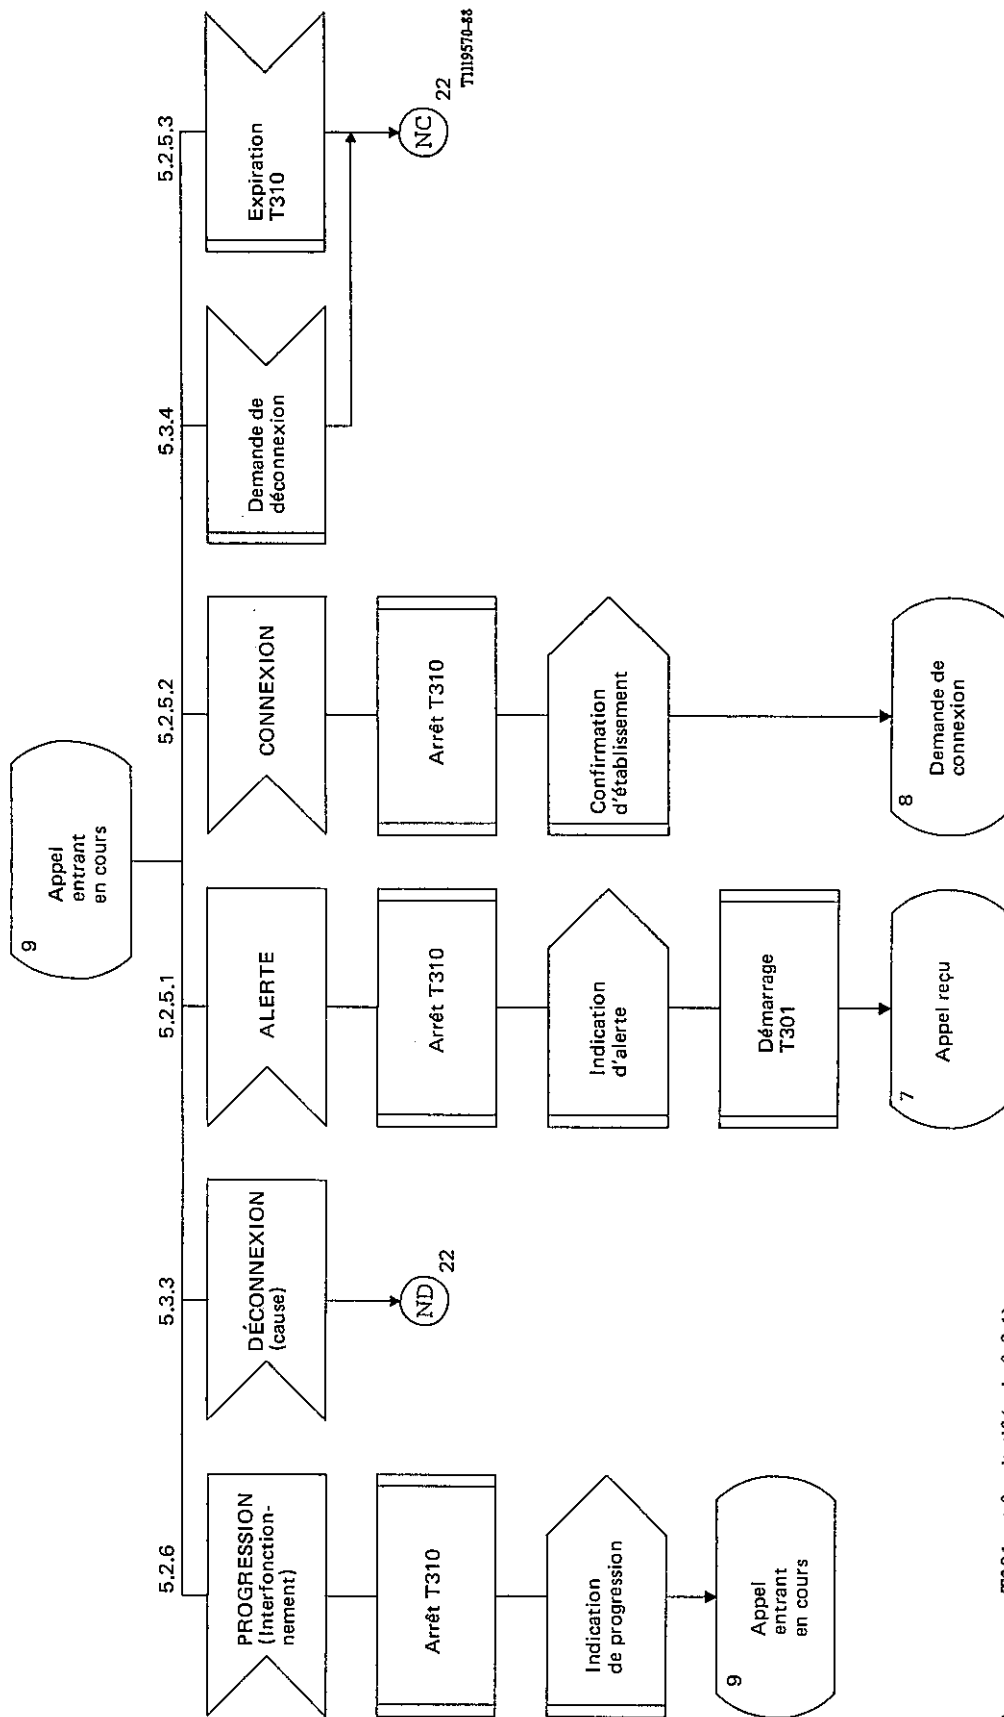 9
Appel
entrant
en cours
5.2.6
5.3.3
5.2.5.1
5.2.5.2
5.3.4
5.2.5.3
PROGRESSION
(Interfonction-
nement)
Arrêt T310
Indication
de progression
9
Appel
entrant
en cours
DÉCONNEXION
(cause)
ND
22
ALERTE
Arrêt T310
Indication
d'alerte
Démarrage
T301
7
Appel reçu
CONNEXION
Arrêt T310
Confirmation
d'établissement
8
Demande de
connexion
Demande de
déconnexion
Expiration
T310
NC
22
T1119570-88